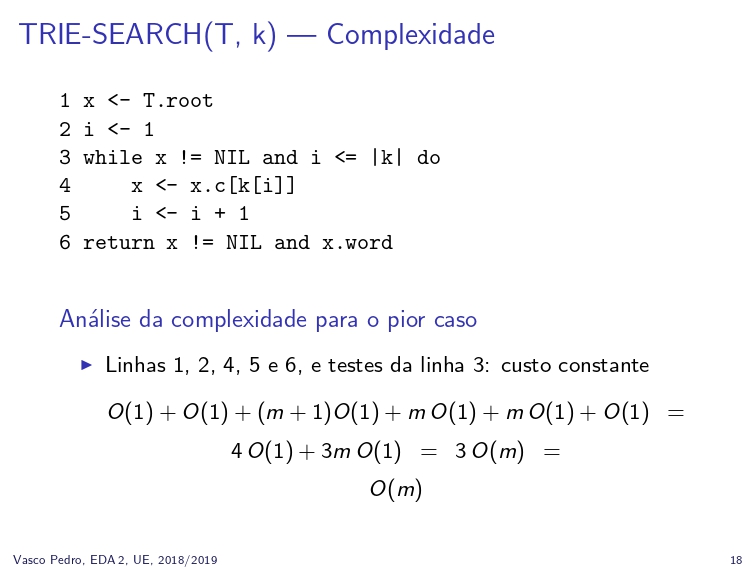 TRIE-SEARCH(T, k) — Complexidade
1 x <- T.root
2 i <- 1
3 while x != NIL and i <= |k| do
4     x <- x.c[k[i]]
5     i <- i + 1
6 return x != NIL and x.word
Análise da complexidade para o pior caso
▶ Linhas 1, 2, 4, 5 e 6, e testes da linha 3: custo constante
O(1) + O(1) + (m + 1)O(1) + m O(1) + m O(1) + O(1) =
4 O(1) + 3m O(1) = 3 O(m) =
O(m)
Vasco Pedro, EDA 2, UE, 2018/2019 18